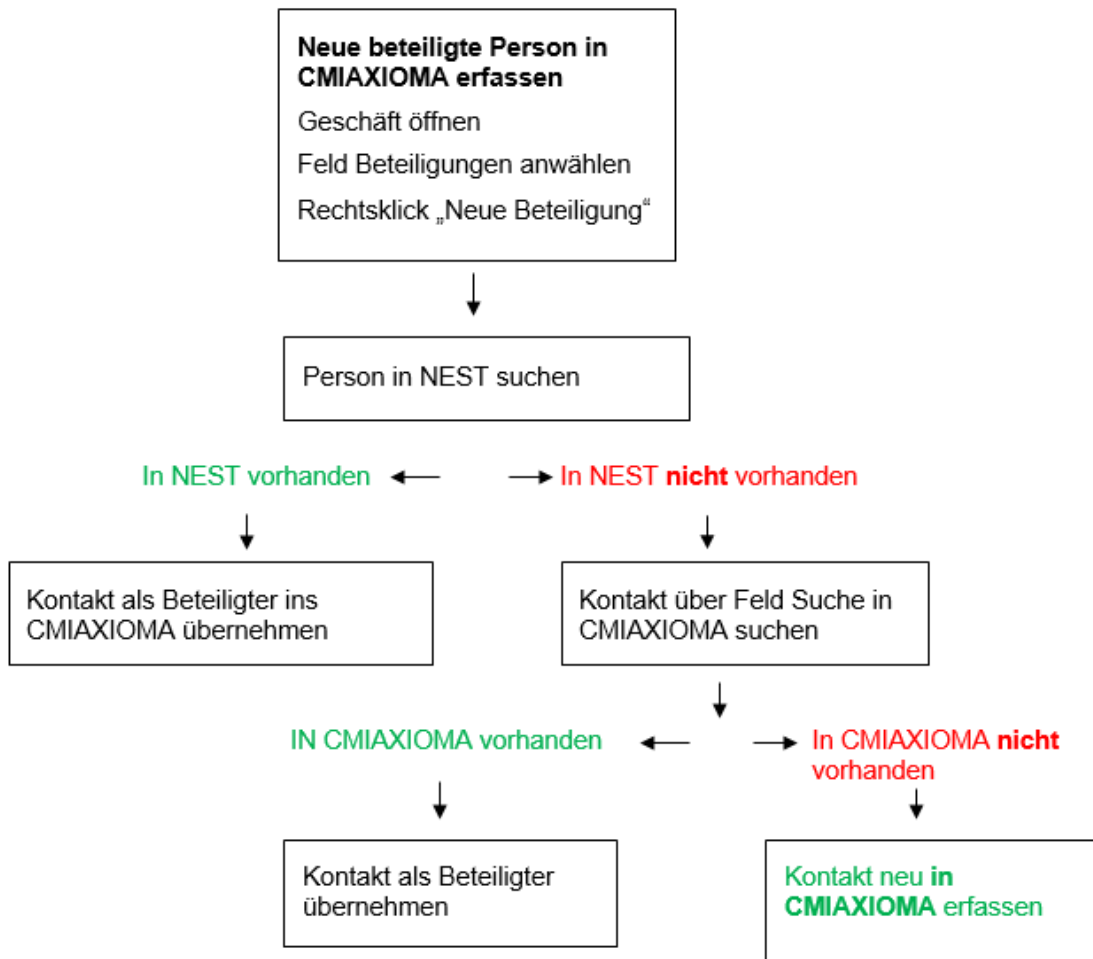 Neue beteiligte Person in
CMIAXIOMA erfassen
Geschäft öffnen
Feld Beteiligungen anwählen
Rechtsklick „Neue Beteiligung“
Person in NEST suchen
In NEST vorhanden
In NEST nicht vorhanden
Kontakt als Beteiligter ins
CMIAXIOMA übernehmen
Kontakt über Feld Suche in
CMIAXIOMA suchen
IN CMIAXIOMA vorhanden
In CMIAXIOMA nicht
vorhanden
Kontakt als Beteiligter
übernehmen
Kontakt neu in
CMIAXIOMA erfassen